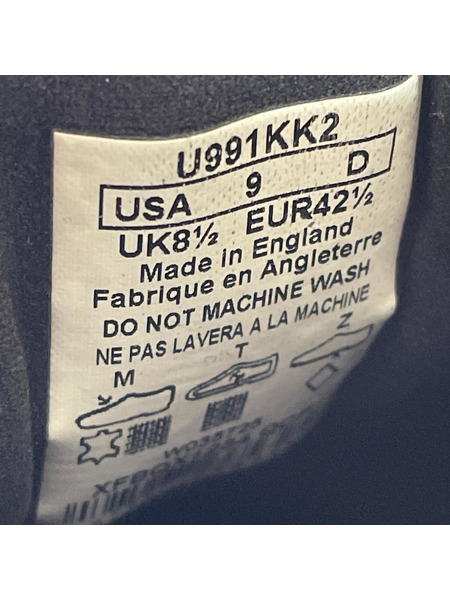 U991KK2
USA 9 D
UK8½ EUR42½
Made in England
Fabrique en Angleterre
DO NOT MACHINE WASH
NE PAS LAVERA A LA MACHINE
M T Z